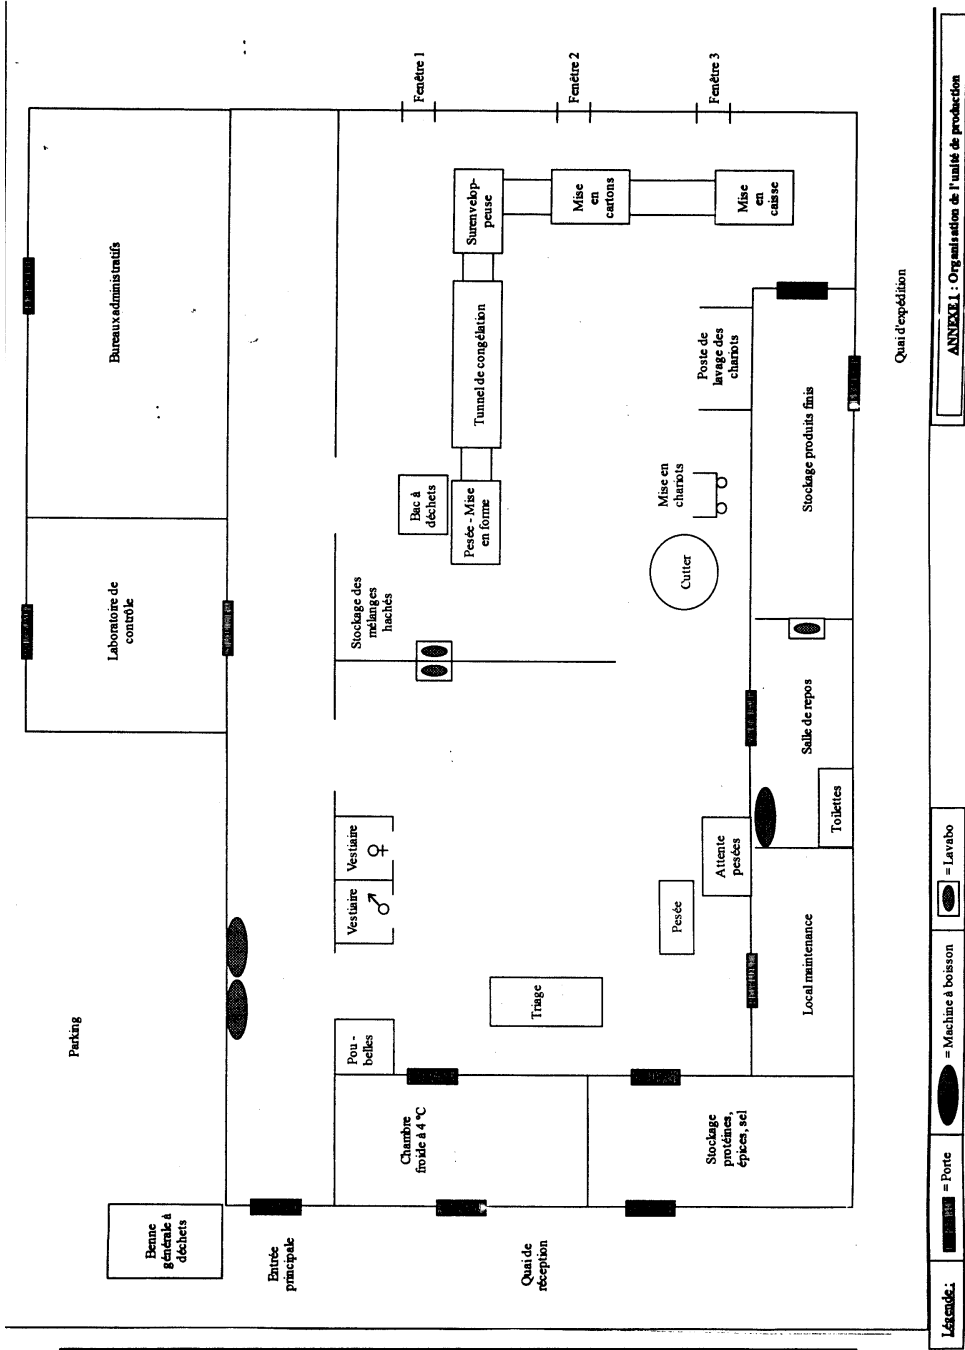 Parking
Benne
générale à
déchets
Entrée
principale
Quai de
réception
Laboratoire de
contrôle
Bureaux administratifs
Pou-
belles
Vestiaire
♂
Vestiaire
♀
Chambre
froide à 4 °C
Stockage
protéines,
épices, sel
Triage
Pesée
Attente
pesées
Local maintenance
Toilettes
Salle de repos
Stockage des
mélanges
hachés
Bac à
déchets
Pesée - Mise
en forme
Tunnel de congélation
Surenvelop-
peuse
Mise
en
cartons
Mise
en
caisse
Cutter
Mise en
chariots
Poste de
lavage des
chariots
Stockage produits finis
Fenêtre 1
Fenêtre 2
Fenêtre 3
Quai d'expédition
Légende :
= Porte
= Machine à boisson
= Lavabo
ANNEXE 1 : Organisation de l'unité de production